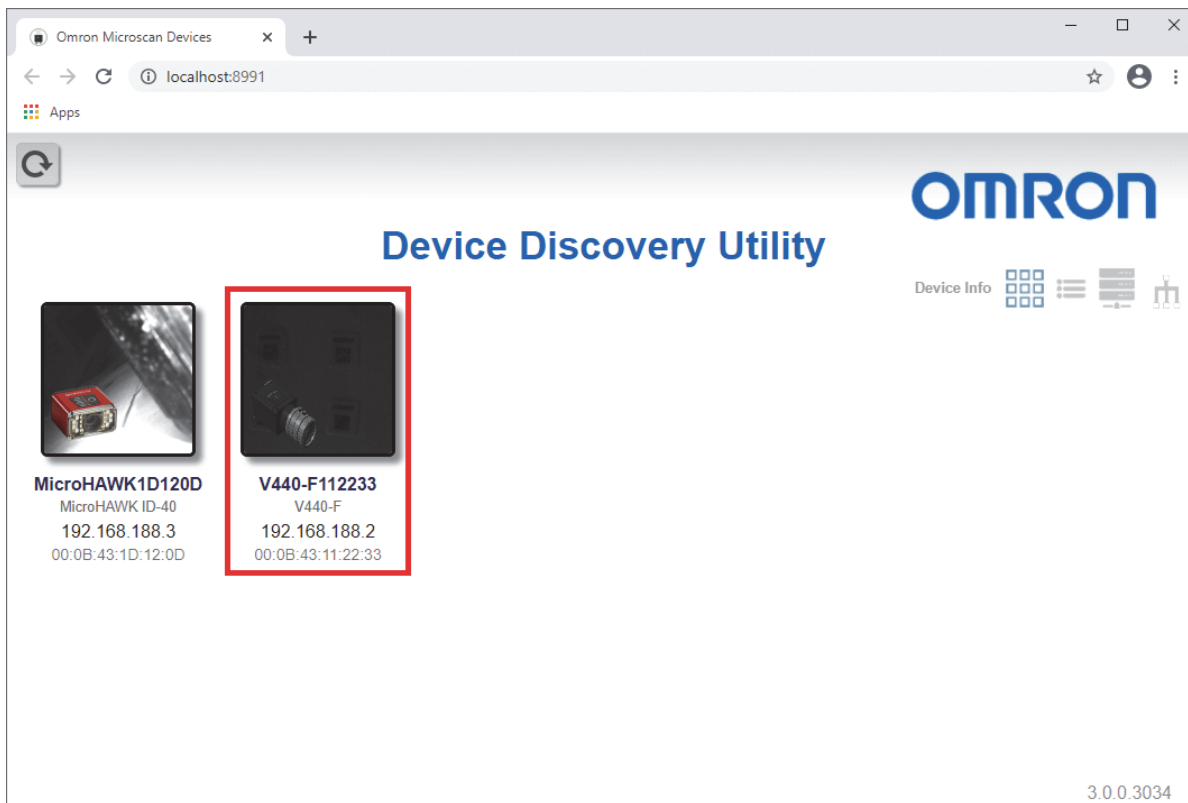 Omron Microscan Devices
localhost:8991
Apps
OMRON
Device Discovery Utility
Device Info
MicroHAWK1D120D
MicroHAWK ID-40
192.168.188.3
00:0B:43:1D:12:0D
V440-F112233
V440-F
192.168.188.2
00:0B:43:11:22:33
3.0.0.3034